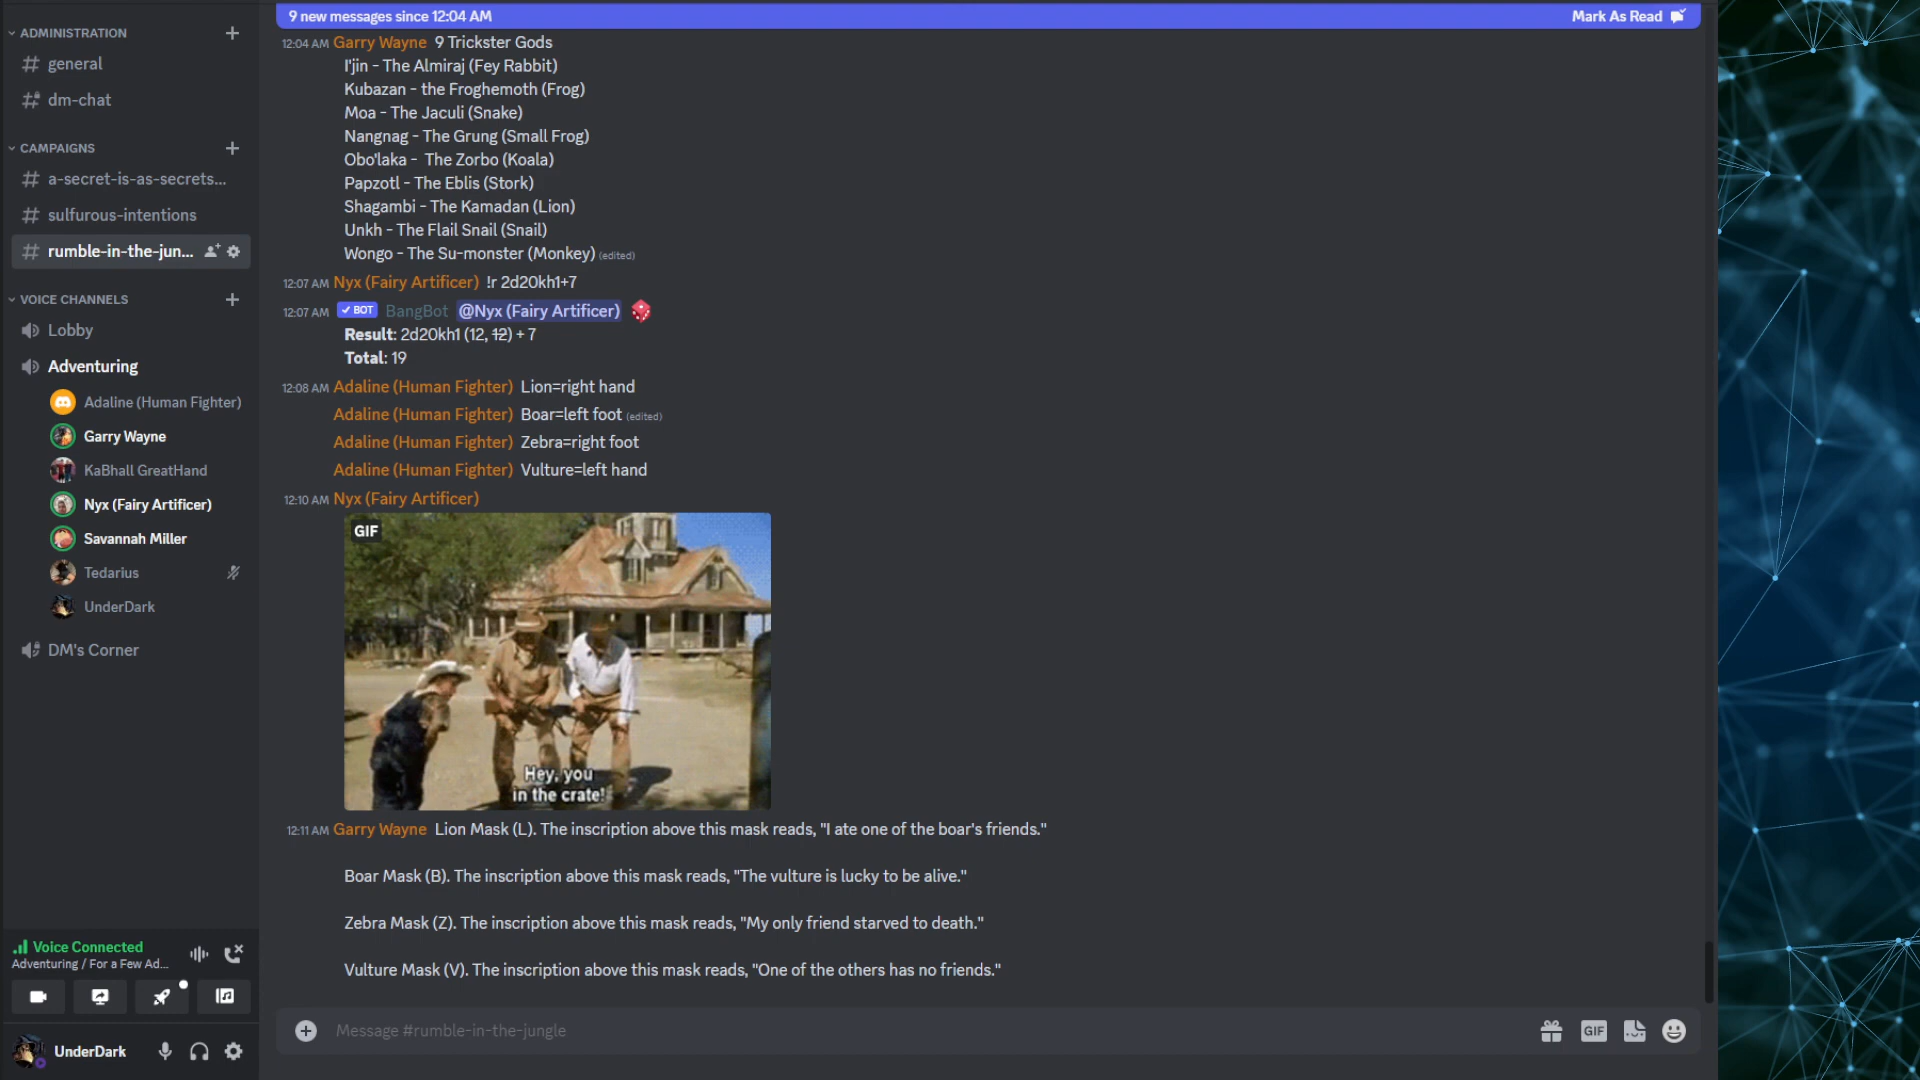 ADMINISTRATION
general
dm-chat
CAMPAIGNS
a-secret-is-as-secrets...
sulfurous-intentions
rumble-in-the-jun...
VOICE CHANNELS
Lobby
Adventuring
Adaline (Human Fighter)
Garry Wayne
KaBhall GreatHand
Nyx (Fairy Artificer)
Savannah Miller
Tedarius
UnderDark
DM's Corner
Voice Connected
Adventuring / For a Few Ad...
UnderDark
9 new messages since 12:04 AM
Mark As Read
12:04 AM Garry Wayne 9 Trickster Gods
I'jin - The Almiraj (Fey Rabbit)
Kubazan - the Froghemoth (Frog)
Moa - The Jaculi (Snake)
Nangnag - The Grung (Small Frog)
Obo'laka - The Zorbo (Koala)
Papzotl - The Eblis (Stork)
Shagambi - The Kamadan (Lion)
Unkh - The Flail Snail (Snail)
Wongo - The Su-monster (Monkey) (edited)
12:07 AM Nyx (Fairy Artificer) !r 2d20kh1+7
12:07 AM BOT BangBot @Nyx (Fairy Artificer)
Result: 2d20kh1 (12, 12) + 7
Total: 19
12:08 AM Adaline (Human Fighter) Lion=right hand
Adaline (Human Fighter) Boar=left foot (edited)
Adaline (Human Fighter) Zebra=right foot
Adaline (Human Fighter) Vulture=left hand
12:10 AM Nyx (Fairy Artificer)
GIF
Hey, you
in the crate!
12:11 AM Garry Wayne Lion Mask (L). The inscription above this mask reads, "I ate one of the boar's friends."
Boar Mask (B). The inscription above this mask reads, "The vulture is lucky to be alive."
Zebra Mask (Z). The inscription above this mask reads, "My only friend starved to death."
Vulture Mask (V). The inscription above this mask reads, "One of the others has no friends."
Message #rumble-in-the-jungle
GIF